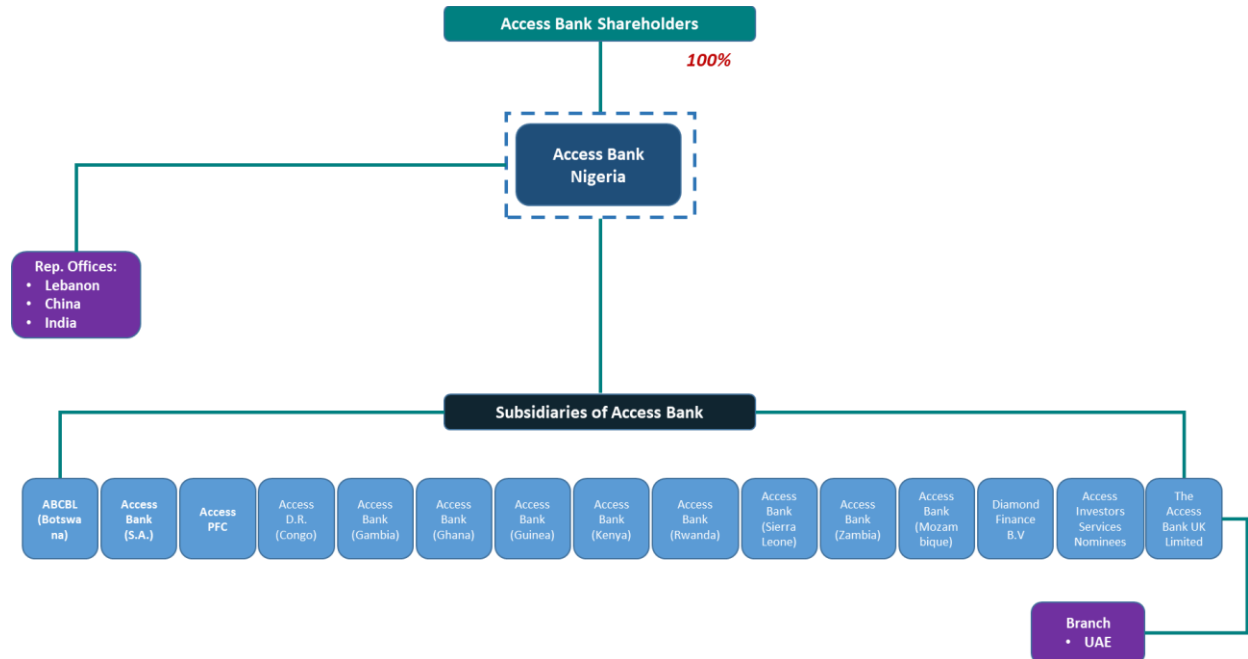 Access Bank Shareholders
100%
Access Bank
Nigeria
Rep. Offices:
• Lebanon
• China
• India
Subsidiaries of Access Bank
ABCBL
(Botswa
na)
Access
Bank
(S.A.)
Access
PFC
Access
D.R.
(Congo)
Access
Bank
(Gambia)
Access
Bank
(Ghana)
Access
Bank
(Guinea)
Access
Bank
(Kenya)
Access
Bank
(Rwanda)
Access
Bank
(Sierra
Leone)
Access
Bank
(Zambia)
Access
Bank
(Mozam
bique)
Diamond
Finance
B.V
Access
Investors
Services
Nominees
The
Access
Bank UK
Limited
Branch
• UAE